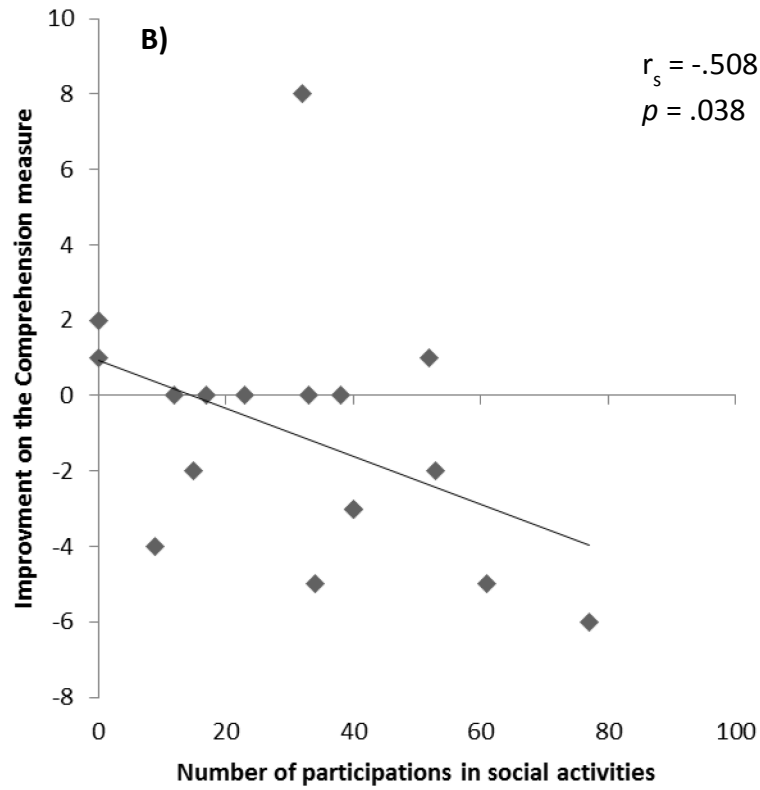 B)
rs = -.508
p = .038
10
8
6
4
2
0
-2
-4
-6
-8
0 20 40 60 80 100
Improvment on the Comprehension measure
Number of participations in social activities